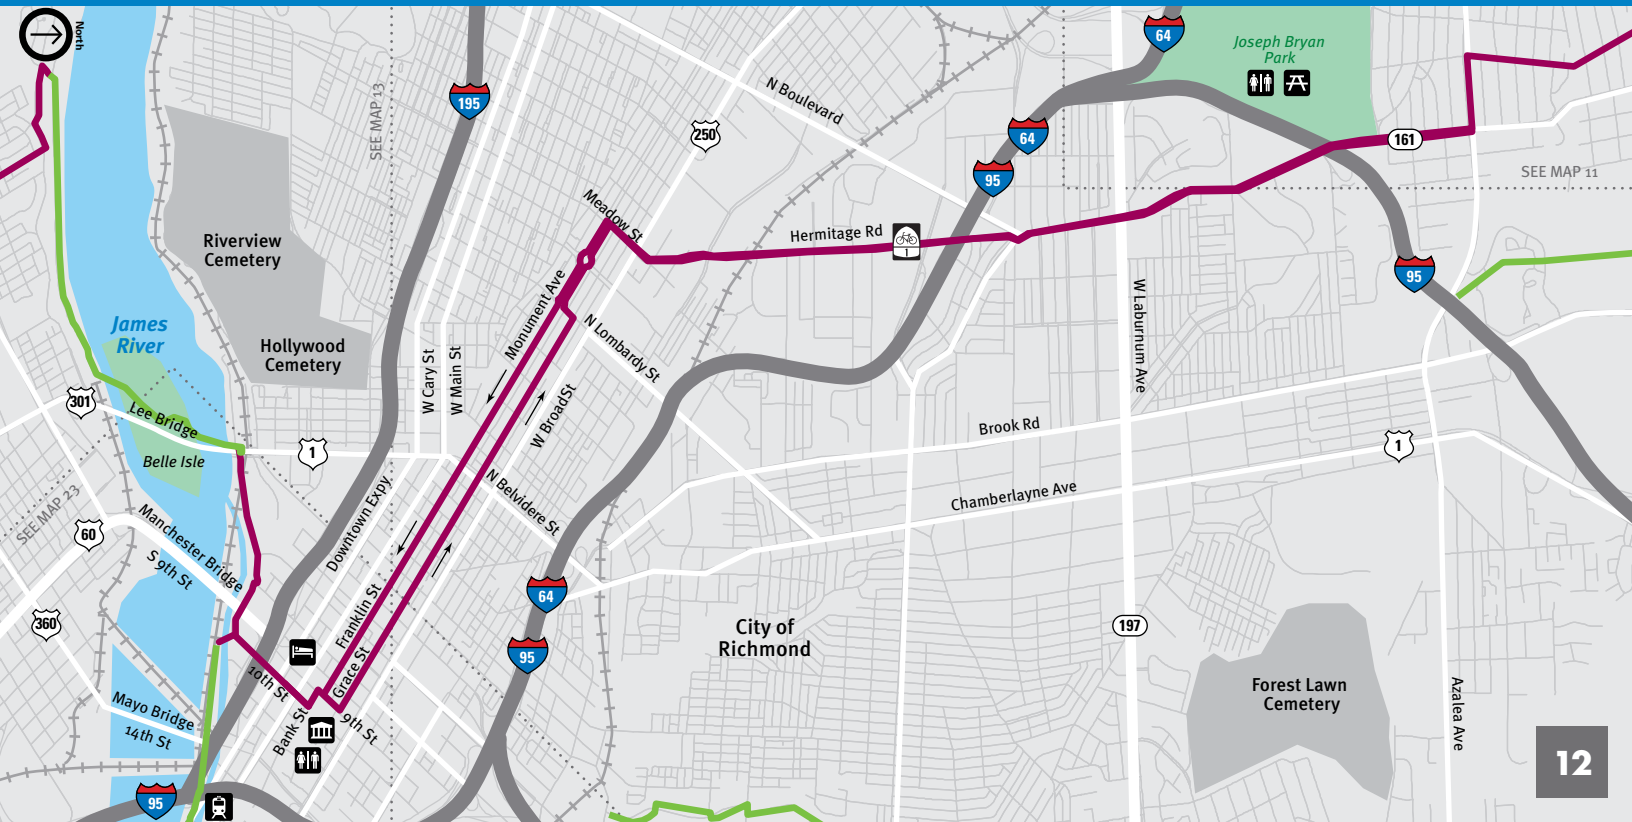 North
SEE MAP 13
195
N Boulevard
250
64
Joseph Bryan
Park
64
95
161
SEE MAP 11
Meadow St
Hermitage Rd
1
Riverview
Cemetery
95
James
River
Hollywood
Cemetery
Monument Ave
W Cary St
W Main St
N Lombardy St
W Laburnum Ave
W Broad St
301
Lee Bridge
1
Belle Isle
Brook Rd
1
SEE MAP 23
60
Manchester Bridge
S 9th St
Downtown Expy
N Belvidere St
Chamberlayne Ave
360
Franklin St
Grace St
64
95
City of
Richmond
197
10th St
Bank St
9th St
Mayo Bridge
14th St
Forest Lawn
Cemetery
Azalea Ave
95
12